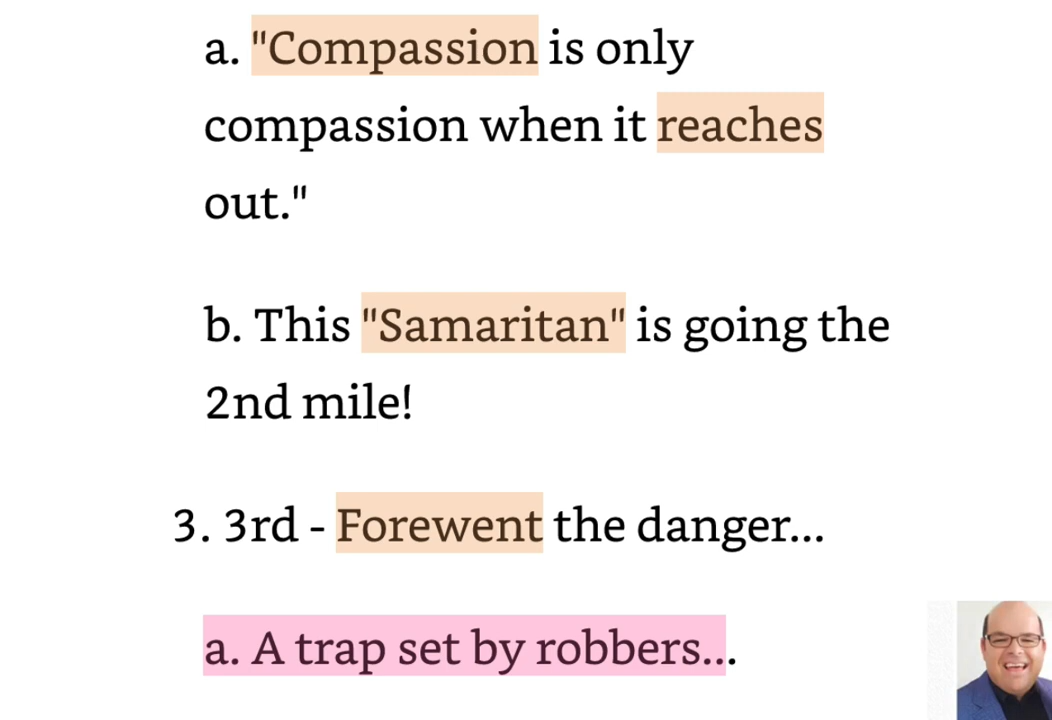 a. "Compassion is only
compassion when it reaches
out."
b. This "Samaritan" is going the
2nd mile!
3. 3rd - Forewent the danger...
a. A trap set by robbers...